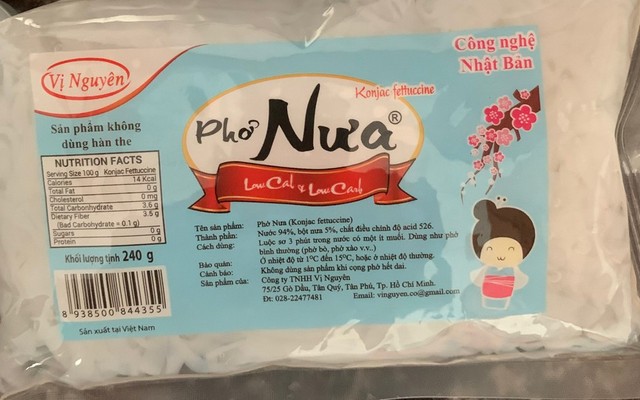 Vị Nguyên
Sản phẩm không
dùng hàn the
NUTRITION FACTS
Serving Size 100 g Konjac Fettuccine
Calories 14 Kcal
Total Fat 0 g
Cholesterol 0 mg
Total Carbonhydrate 3.6 g
Dietary Fiber 3.5 g
(Bad Carbohydrate = 0.1 g)
Sugars 0 g
Protein 0 g
Khối lượng tịnh 240 g
8 938500 844355
Sản xuất tại Việt Nam
Công nghệ
Nhật Bản
Konjac fettuccine
Phở Nưa®
Low Cal & Low Carb
Tên sản phẩm: Phở Nưa (Konjac fettuccine)
Thành phần: Nước 94%, bột nưa 5%, chất điều chỉnh độ acid 526.
Cách dùng: Luộc sơ 3 phút trong nước có một ít muối. Dùng như phở
bình thường (phở bò, phở xào v.v..)
Bảo quản: Ở nhiệt độ từ 1⁰C đến 15⁰C, hoặc ở nhiệt độ thường.
Cảnh báo: Không dùng sản phẩm khi cọng phở hết dai.
Sản phẩm của: Công ty TNHH Vị Nguyên
75/25 Gò Dầu, Tân Quý, Tân Phú, Tp. Hồ Chí Minh.
Đt: 028-22477481 Email: vinguyen.co@gmail.com